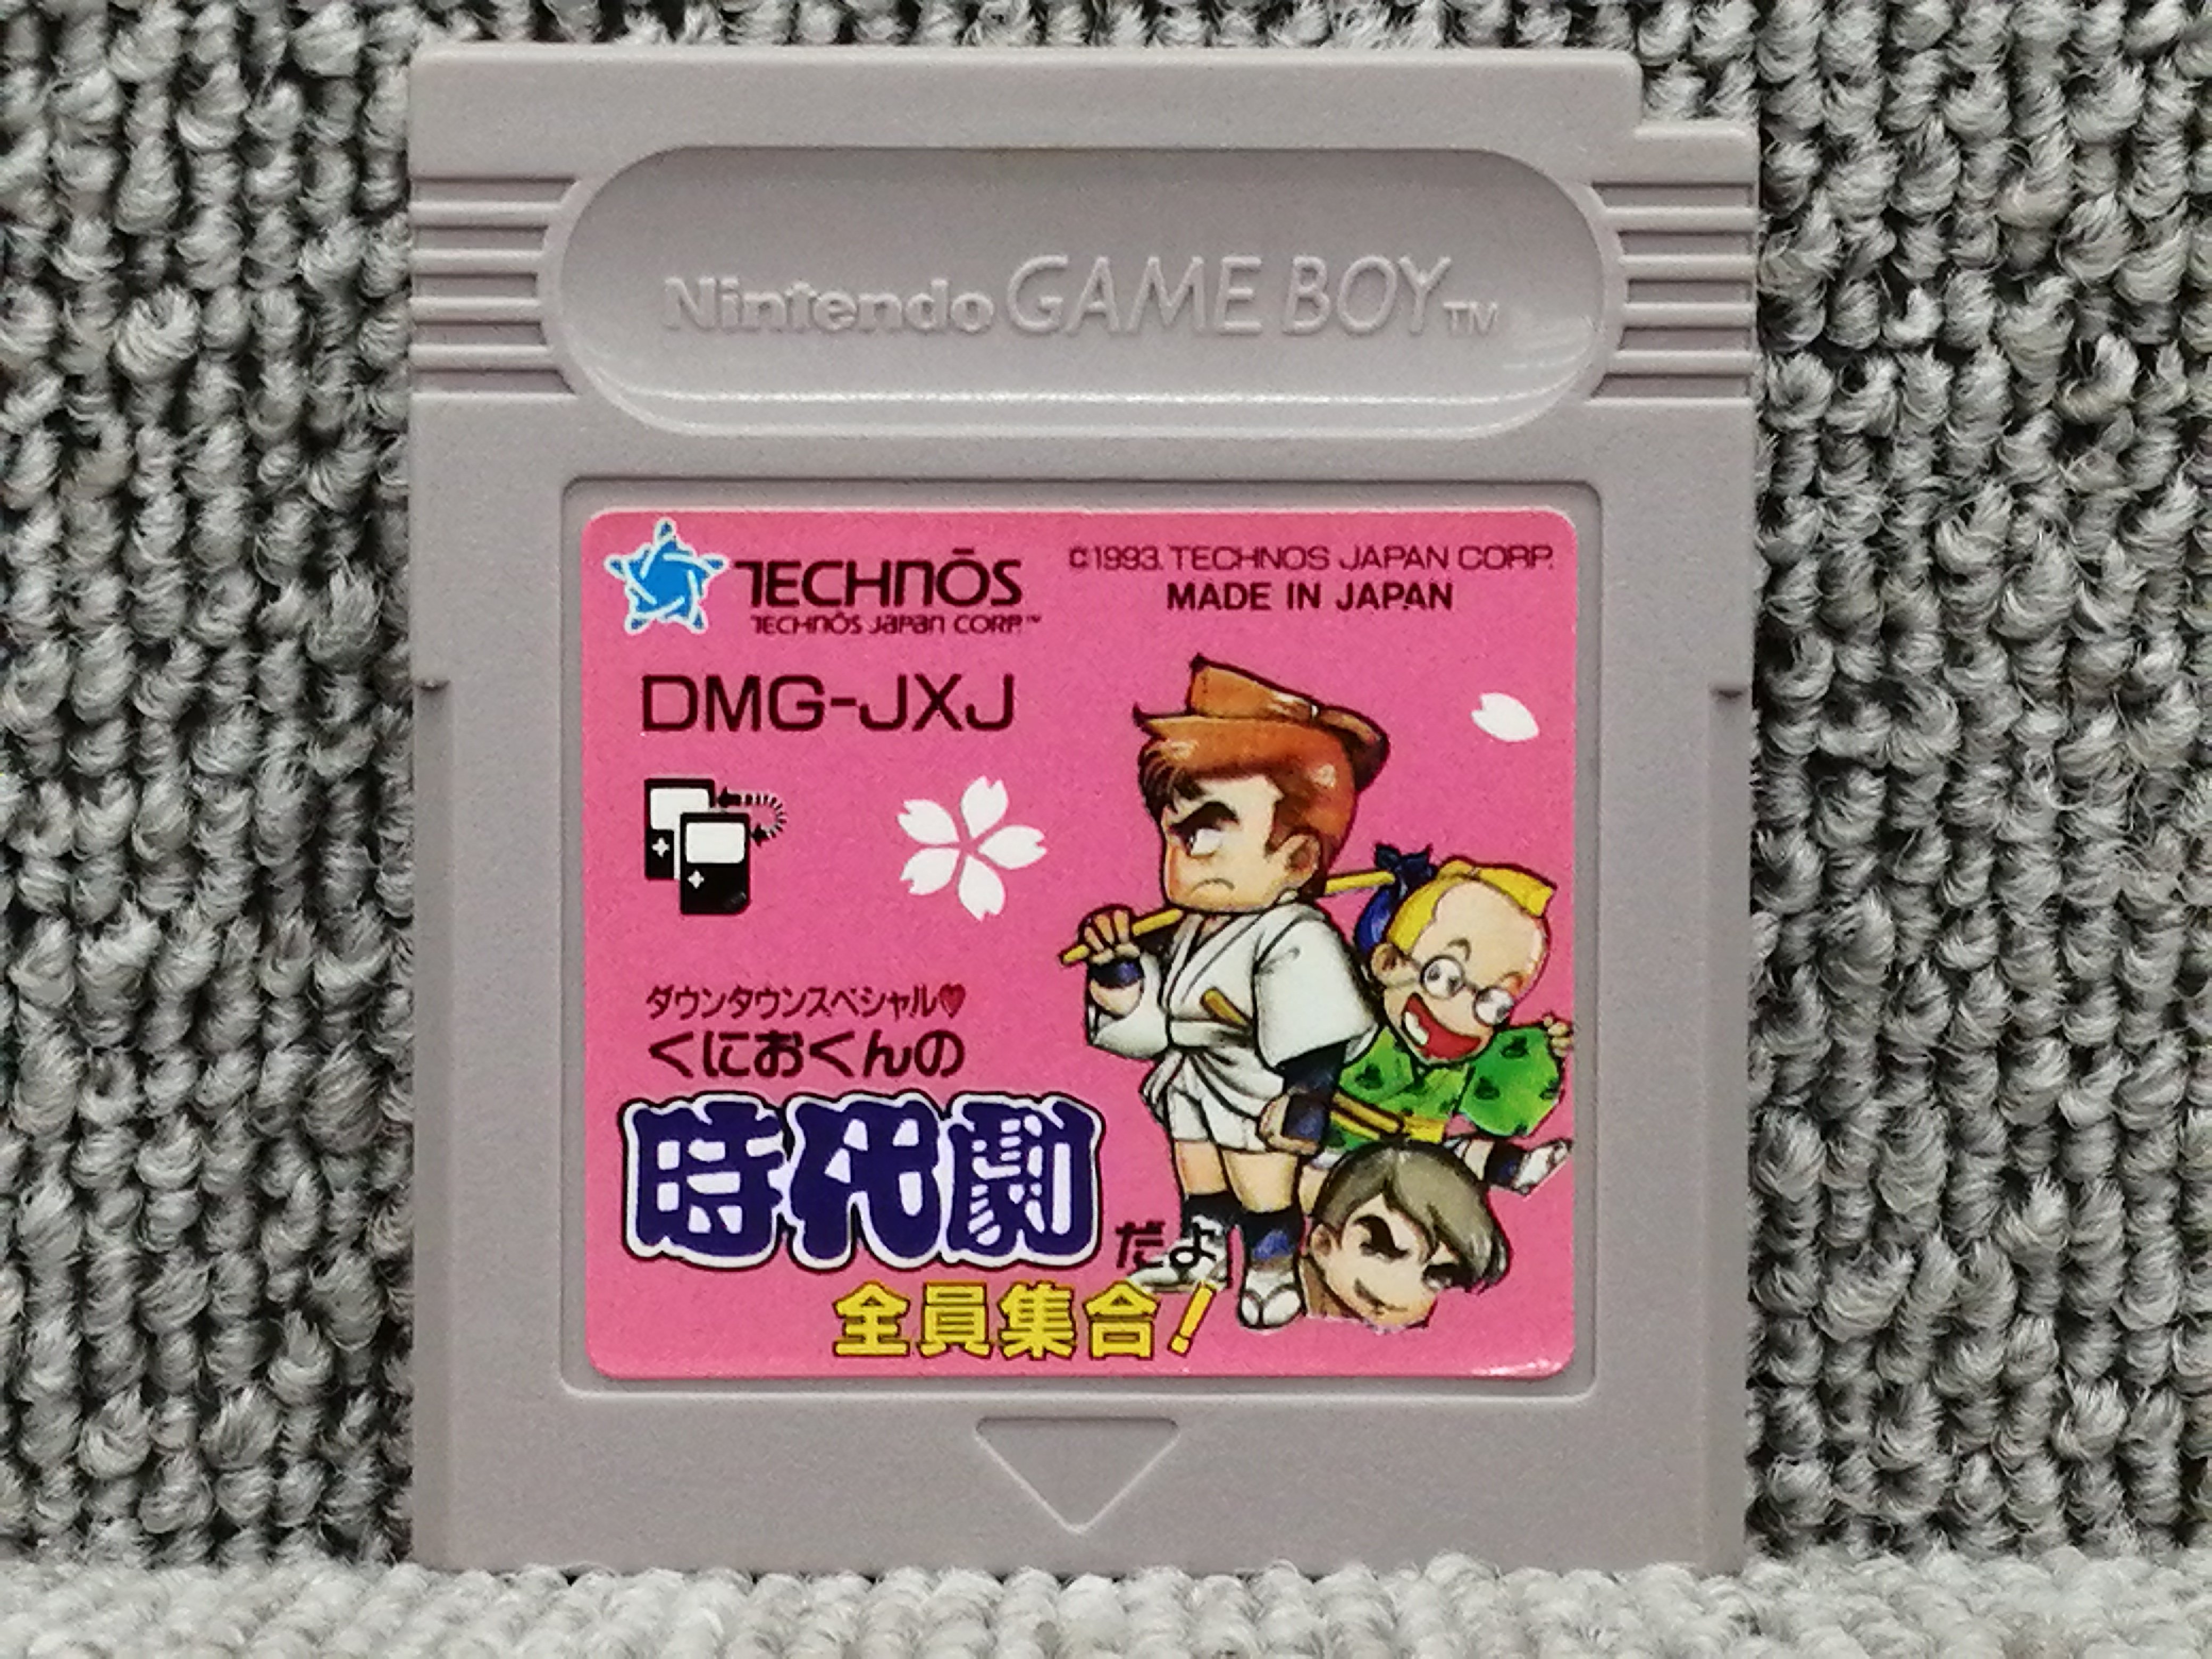 Nintendo GAME BOY TM
TECHNŌS
TECHNŌS JAPAN CORP.™
©1993 TECHNOS JAPAN CORP.
MADE IN JAPAN
DMG-JXJ
ダウンタウンスペシャル♥
くにおくんの
時代劇だよ
全員集合!